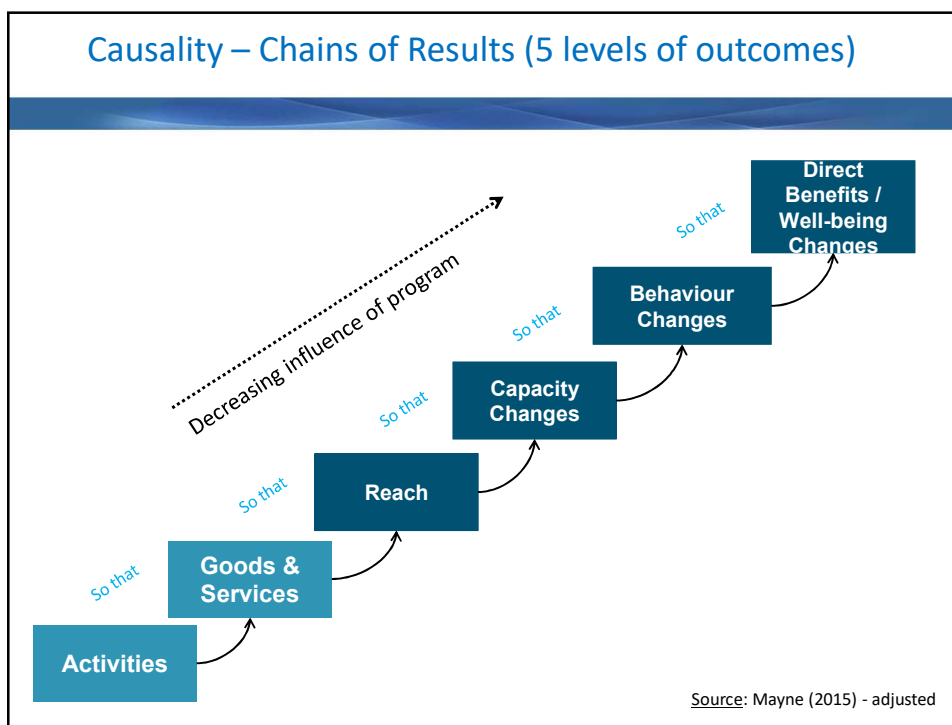 Causality – Chains of Results (5 levels of outcomes)
Direct
Benefits /
Well-being
Changes
So that
Decreasing influence of program
Behaviour
Changes
So that
Capacity
Changes
So that
Reach
So that
Goods &
Services
So that
Activities
Source: Mayne (2015) - adjusted